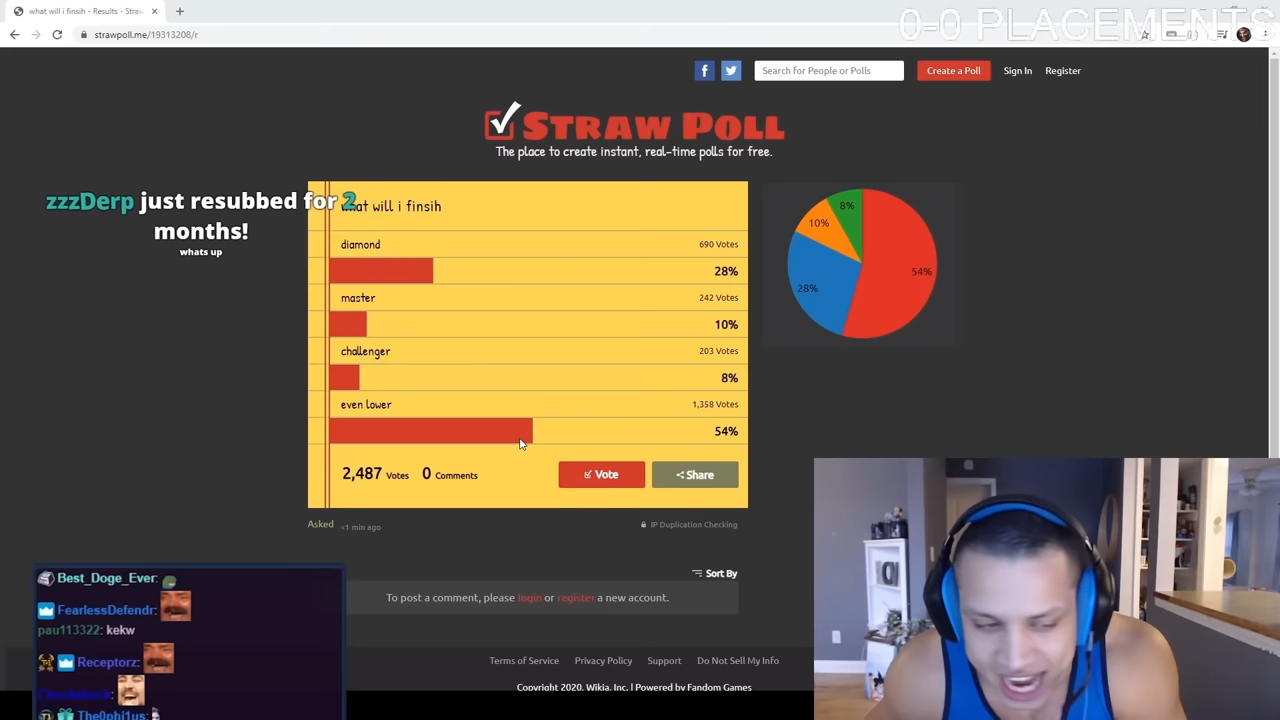 what will i finsih - Results - Straw
0-0 PLACEMENTS
strawpoll.me/19313208/r
Search for People or Polls
Create a Poll
Sign In
Register
STRAW POLL
The place to create instant, real-time polls for free.
zzzDerp just resubbed for 2
months!
whats up
what will i finsih
diamond
690 Votes
28%
master
242 Votes
10%
challenger
203 Votes
8%
even lower
1,358 Votes
54%
2,487 Votes
0 Comments
Vote
Share
8%
10%
28%
54%
Asked <1 min ago
IP Duplication Checking
Sort By
To post a comment, please login or register a new account.
Best_Doge_Ever:
FearlessDefendr:
pau113322: kekw
Receptorz:
The0phi1us:
Terms of Service
Privacy Policy
Support
Do Not Sell My Info
Copyright 2020, Wikia, Inc. | Powered by Fandom Games